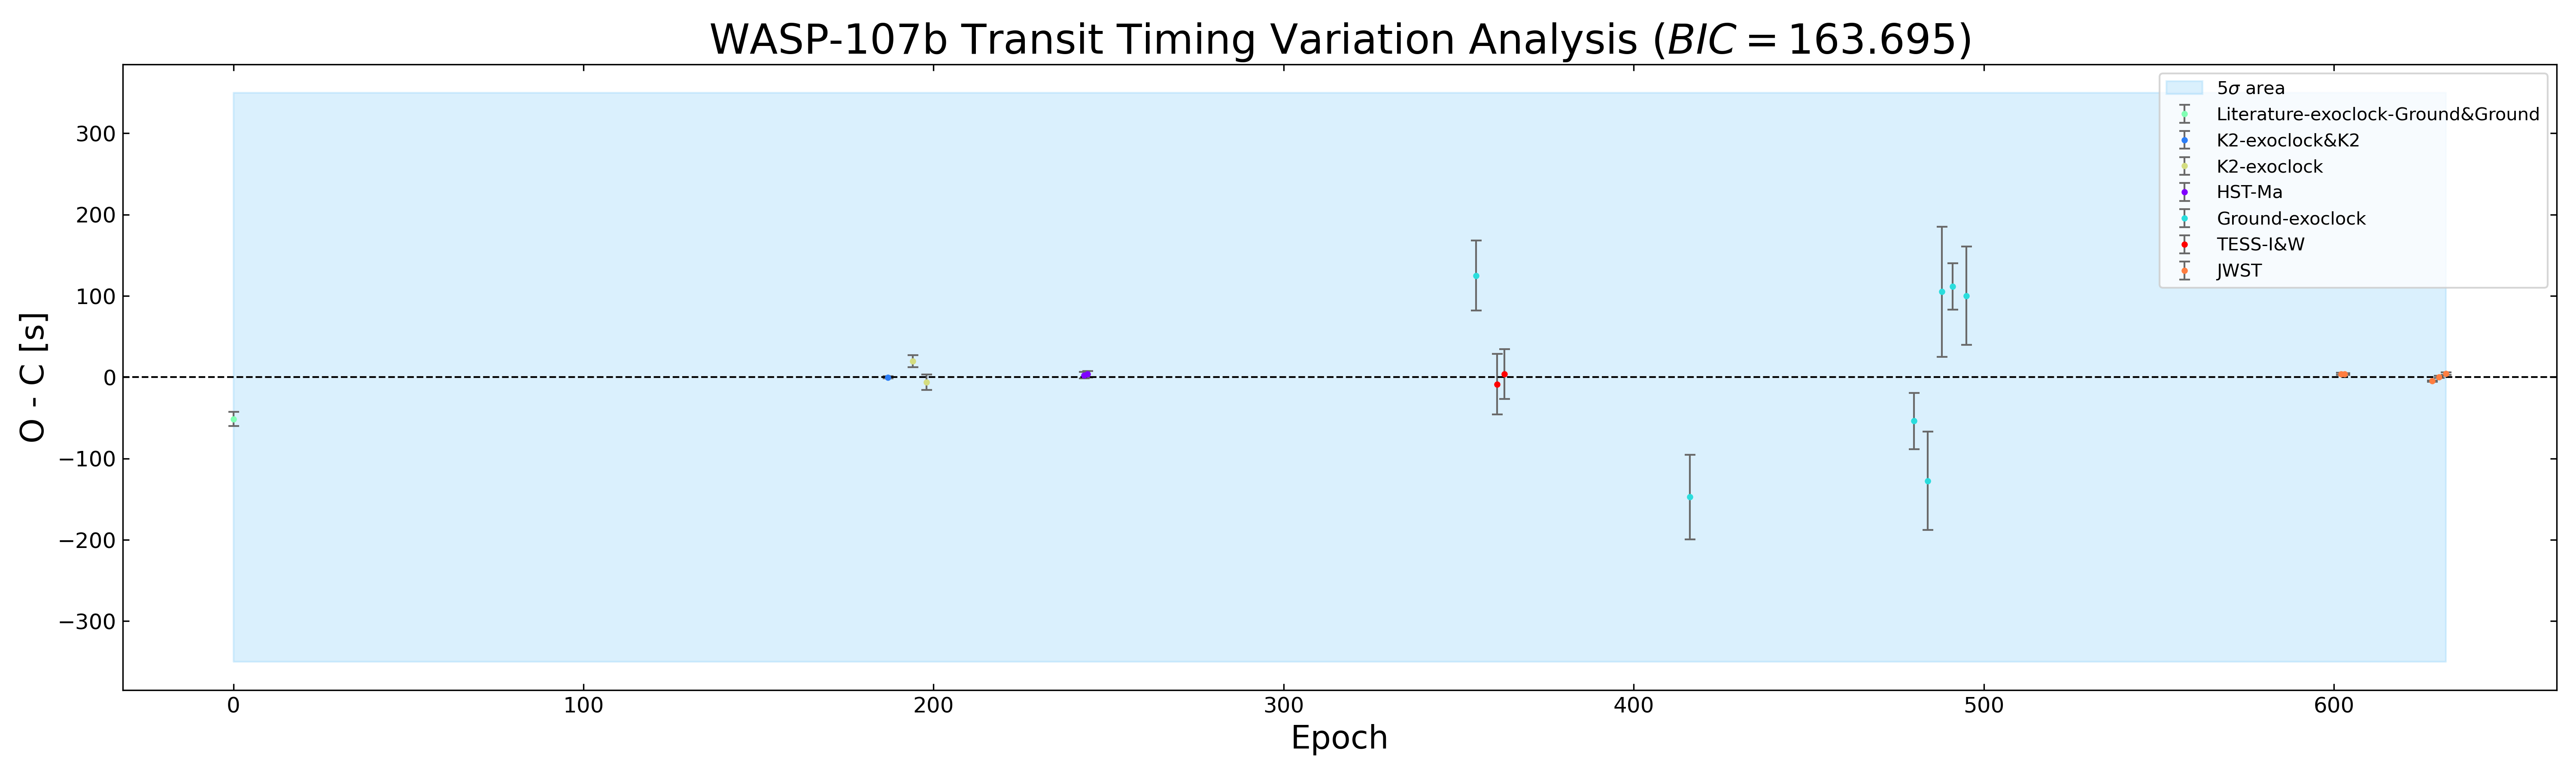 WASP-107b Transit Timing Variation Analysis (BIC = 163.695)
O - C [s]
300
200
100
0
−100
−200
−300
5σ area
Literature-exoclock-Ground&Ground
K2-exoclock&K2
K2-exoclock
HST-Ma
Ground-exoclock
TESS-I&W
JWST
0 100 200 300 400 500 600
Epoch